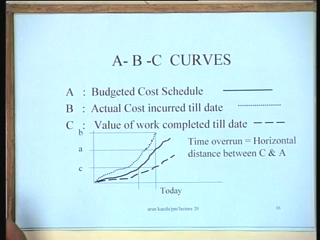 A- B -C CURVES
A : Budgeted Cost Schedule
B : Actual Cost incurred till date
C : Value of work completed till date
b
a
c
Time overrun = Horizontal
distance between C & A
Today
16